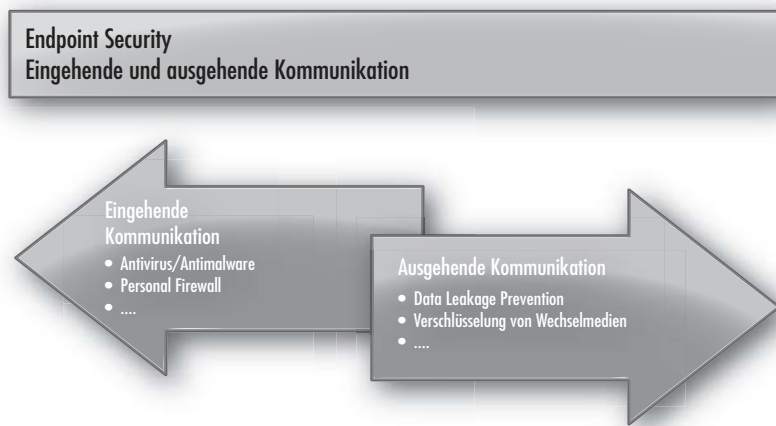 Endpoint Security
Eingehende und ausgehende Kommunikation
Eingehende
Kommunikation
• Antivirus/Antimalware
• Personal Firewall
• ....
Ausgehende Kommunikation
• Data Leakage Prevention
• Verschlüsselung von Wechselmedien
• ....